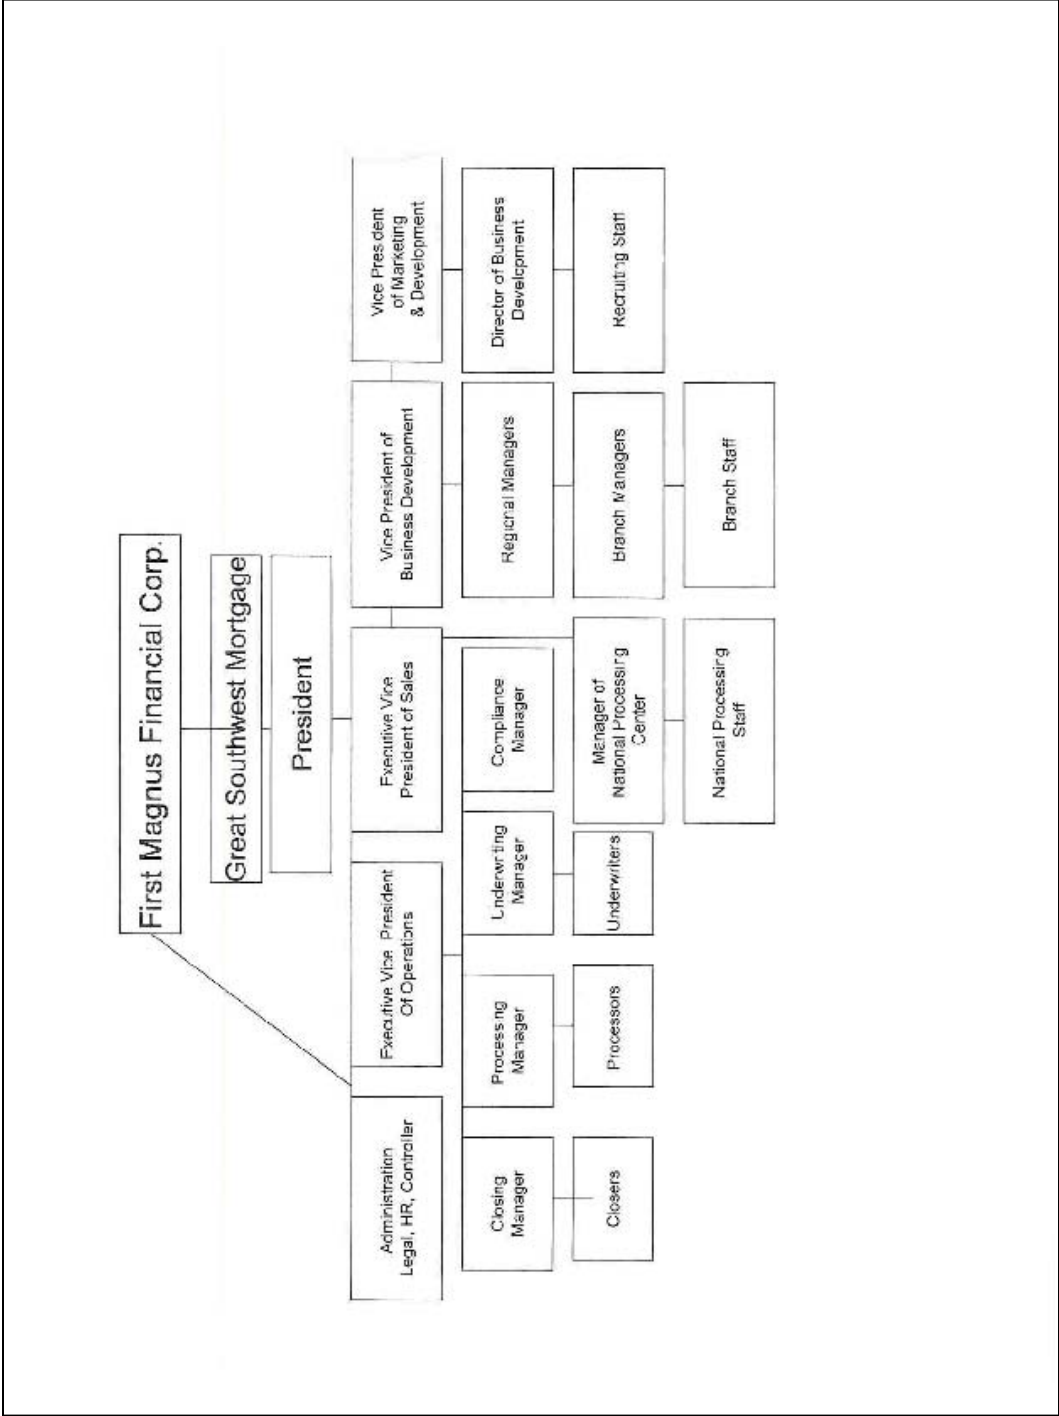 First Magnus Financial Corp.
Great Southwest Mortgage
President
Administration
Legal, HR, Controller
Executive Vice President
Of Operations
Executive Vice
President of Sales
Vice President of
Business Development
Vice President
of Marketing
& Development
Closing
Manager
Processing
Manager
Underwriting
Manager
Compliance
Manager
Regional Managers
Director of Business
Development
Closers
Processors
Underwriters
Manager of
National Processing
Center
Branch Managers
Recruiting Staff
National Processing
Staff
Branch Staff